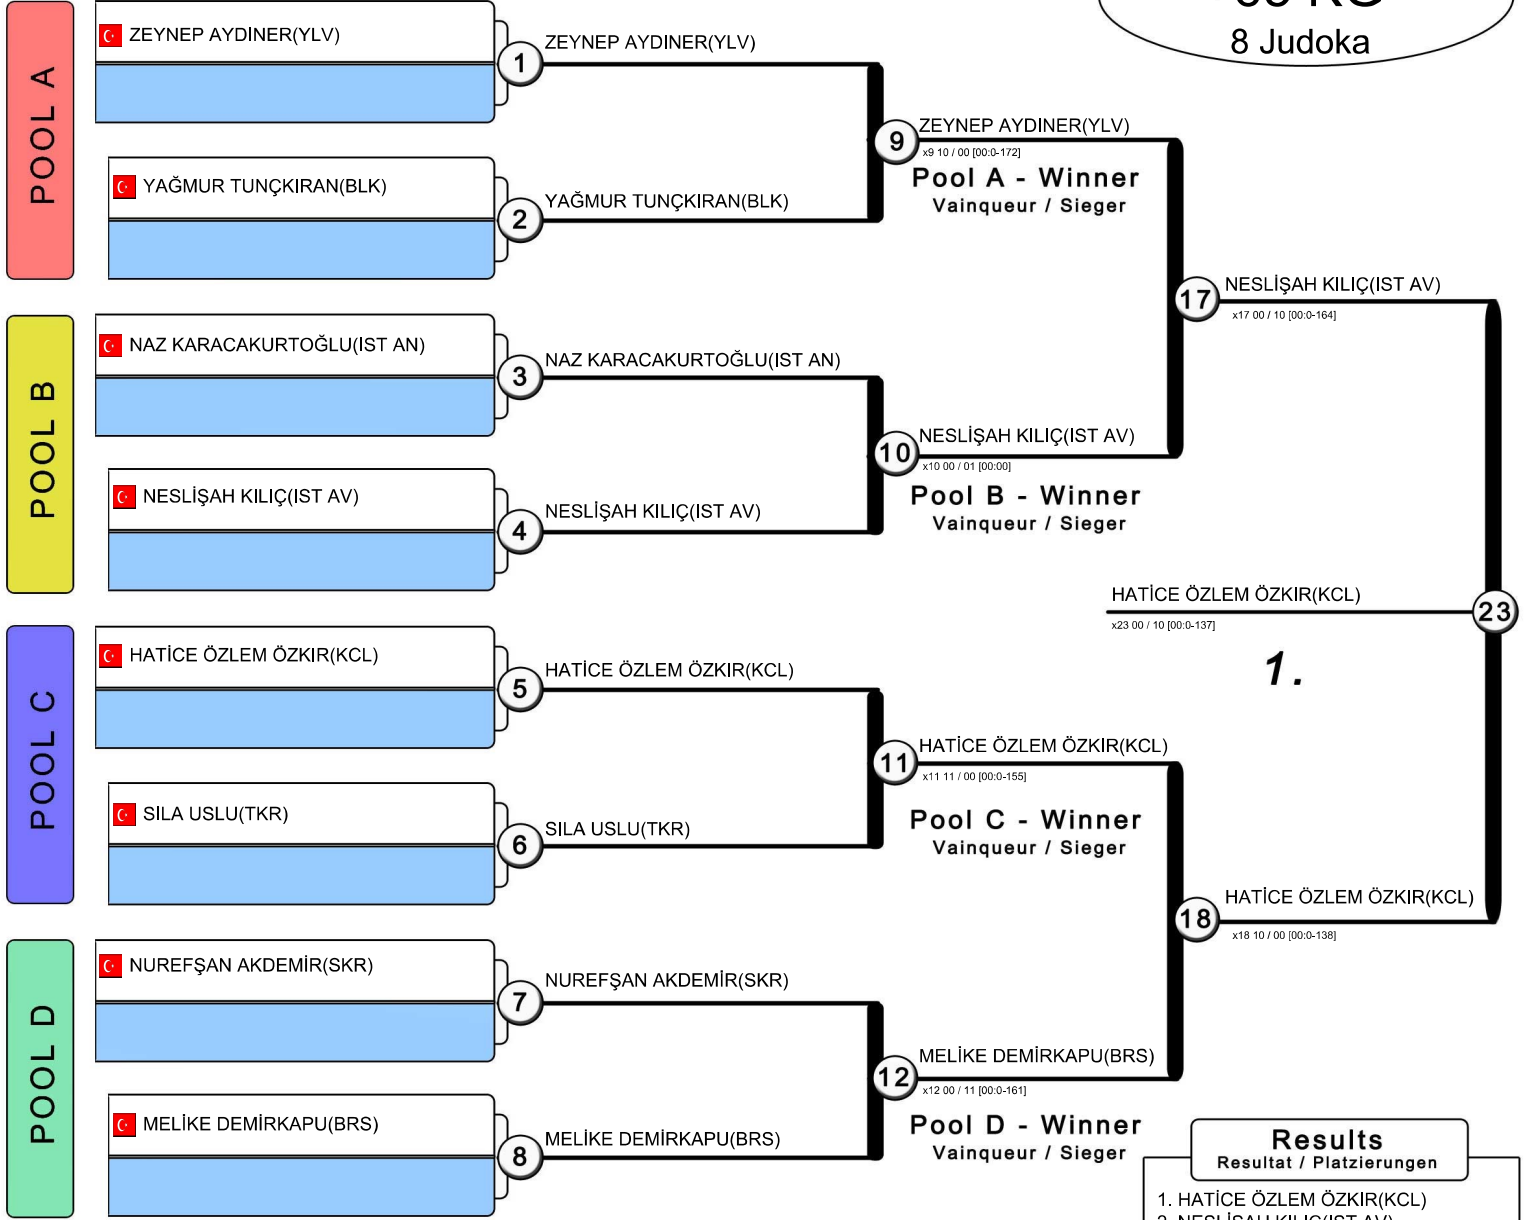 8 Judoka
POOL A
ZEYNEP AYDINER(YLV)
1
ZEYNEP AYDINER(YLV)
YAĞMUR TUNÇKIRAN(BLK)
2
YAĞMUR TUNÇKIRAN(BLK)
9
ZEYNEP AYDINER(YLV)
x9 10 / 00 [00:0-172]
Pool A - Winner
Vainqueur / Sieger
POOL B
NAZ KARACAKURTOĞLU(IST AN)
3
NAZ KARACAKURTOĞLU(IST AN)
NESLİŞAH KILIÇ(IST AV)
4
NESLİŞAH KILIÇ(IST AV)
10
NESLİŞAH KILIÇ(IST AV)
x10 00 / 01 [00:00]
Pool B - Winner
Vainqueur / Sieger
17
NESLİŞAH KILIÇ(IST AV)
x17 00 / 10 [00:0-164]
HATİCE ÖZLEM ÖZKIR(KCL)
23
x23 00 / 10 [00:0-137]
1.
POOL C
HATİCE ÖZLEM ÖZKIR(KCL)
5
HATİCE ÖZLEM ÖZKIR(KCL)
SILA USLU(TKR)
6
SILA USLU(TKR)
11
HATİCE ÖZLEM ÖZKIR(KCL)
x11 11 / 00 [00:0-155]
Pool C - Winner
Vainqueur / Sieger
18
HATİCE ÖZLEM ÖZKIR(KCL)
x18 10 / 00 [00:0-138]
POOL D
NUREFŞAN AKDEMİR(SKR)
7
NUREFŞAN AKDEMİR(SKR)
MELİKE DEMİRKAPU(BRS)
8
MELİKE DEMİRKAPU(BRS)
12
MELİKE DEMİRKAPU(BRS)
x12 00 / 11 [00:0-161]
Pool D - Winner
Vainqueur / Sieger
Results
Resultat / Platzierungen
1. HATİCE ÖZLEM ÖZKIR(KCL)
2. NESLİŞAH KILIÇ(IST AV)